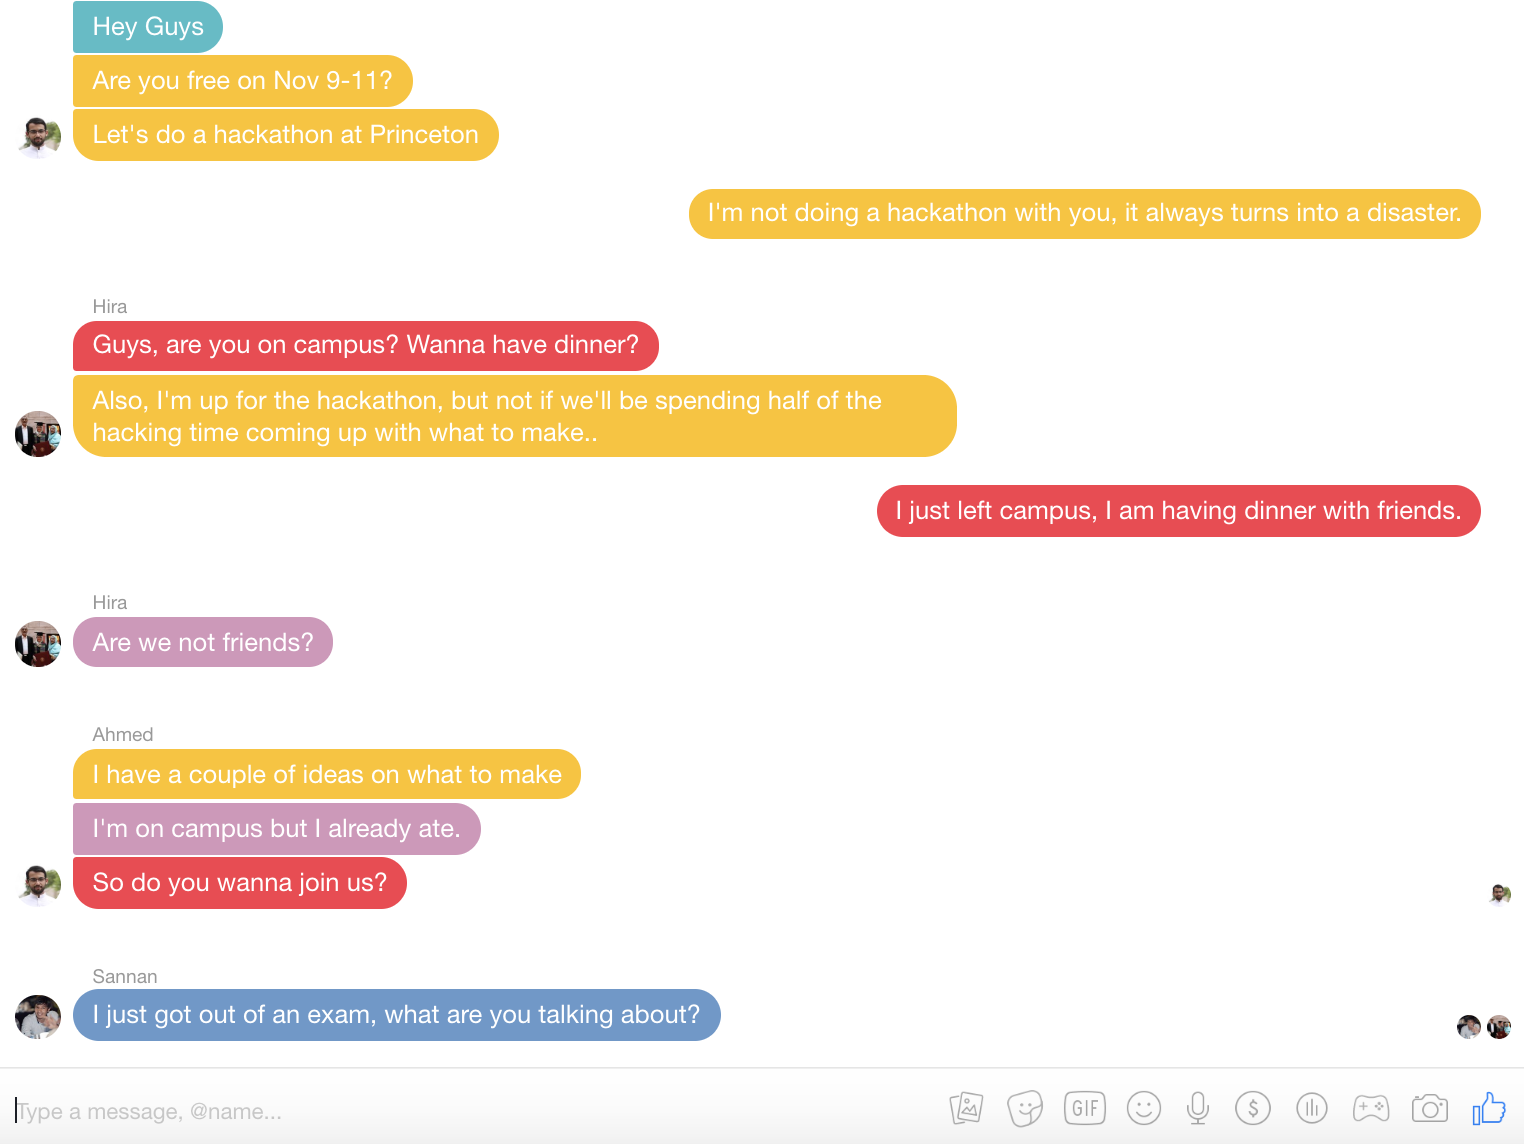 Hey Guys
Are you free on Nov 9-11?
Let's do a hackathon at Princeton
I'm not doing a hackathon with you, it always turns into a disaster.
Hira
Guys, are you on campus? Wanna have dinner?
Also, I'm up for the hackathon, but not if we'll be spending half of the
hacking time coming up with what to make..
I just left campus, I am having dinner with friends.
Hira
Are we not friends?
Ahmed
I have a couple of ideas on what to make
I'm on campus but I already ate.
So do you wanna join us?
Sannan
I just got out of an exam, what are you talking about?
Type a message, @name...
GIF
$